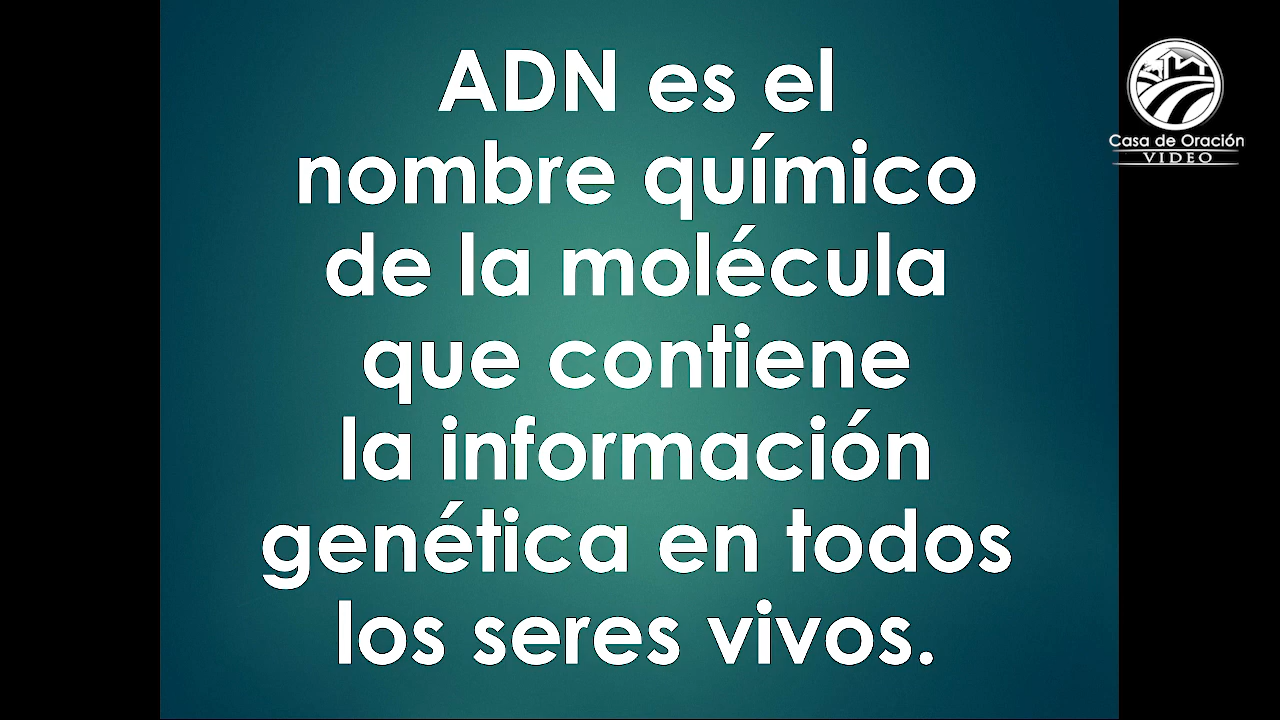 ADN es el
nombre químico
de la molécula
que contiene
la información
genética en todos
los seres vivos.
Casa de Oración
VIDEO